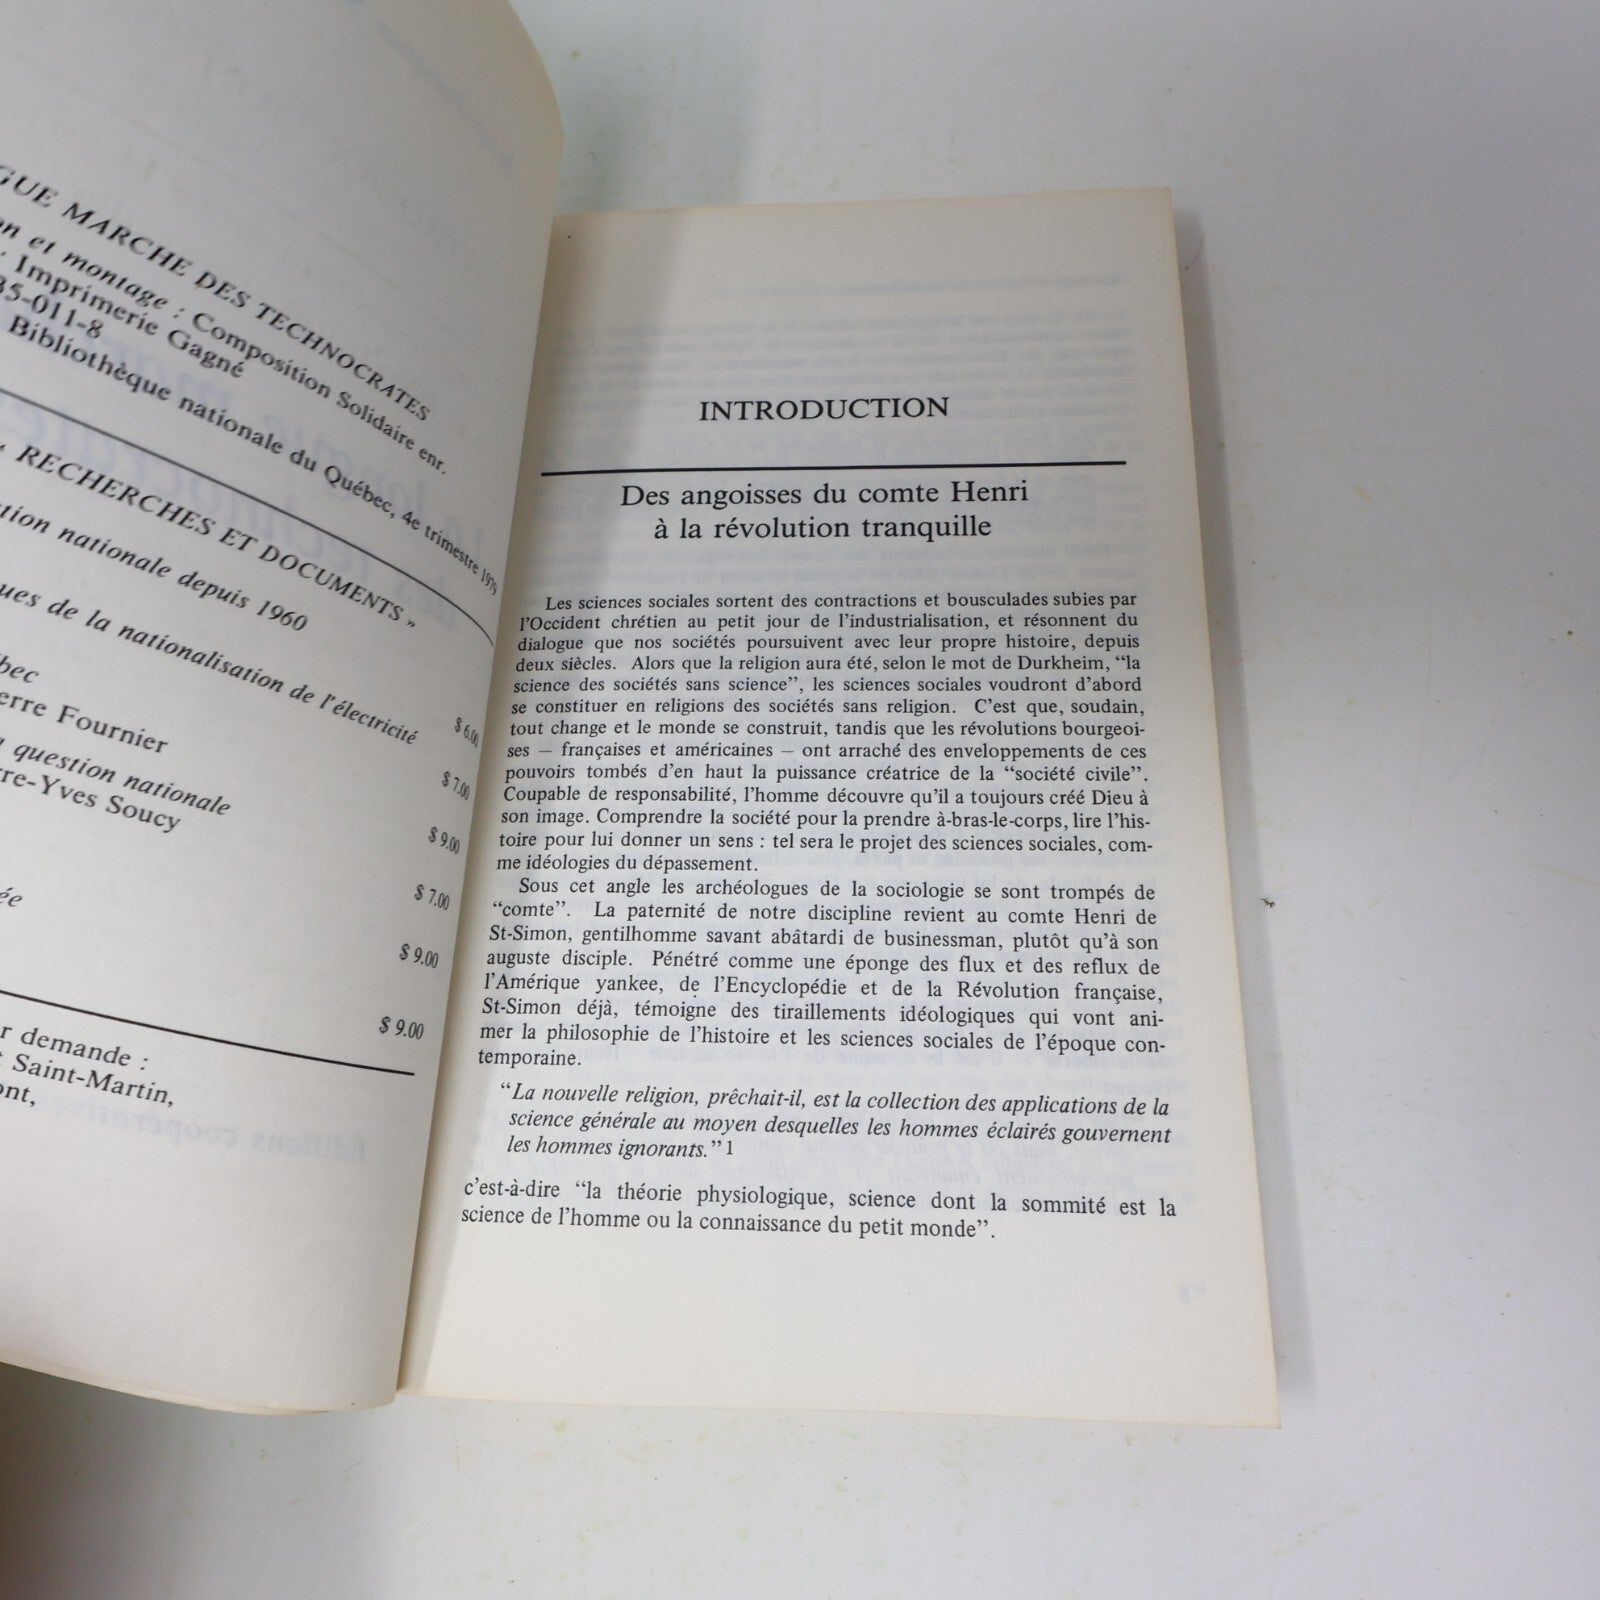 GUE MARCHE DES TECHNOCRATES
on et montage : Composition Solidaire enr.
: Imprimerie Gagné
35-011-8
Bibliothèque nationale du Québec, 4e trimestre 1979
RECHERCHES ET DOCUMENTS »
tion nationale depuis 1960
$ 6.00
ues de la nationalisation de l'électricité
$ 7.00
bec
erre Fournier
$ 9.00
question nationale
re-Yves Soucy
$ 7.00
ée
$ 9.00
$ 9.00
r demande :
Saint-Martin,
ont,
INTRODUCTION
Des angoisses du comte Henri
à la révolution tranquille
Les sciences sociales sortent des contractions et bousculades subies par
l'Occident chrétien au petit jour de l'industrialisation, et résonnent du
dialogue que nos sociétés poursuivent avec leur propre histoire, depuis
deux siècles. Alors que la religion aura été, selon le mot de Durkheim, "la
science des sociétés sans science", les sciences sociales voudront d'abord
se constituer en religions des sociétés sans religion. C'est que, soudain,
tout change et le monde se construit, tandis que les révolutions bourgeoi-
ses — françaises et américaines — ont arraché des enveloppements de ces
pouvoirs tombés d'en haut la puissance créatrice de la "société civile".
Coupable de responsabilité, l'homme découvre qu'il a toujours créé Dieu à
son image. Comprendre la société pour la prendre à-bras-le-corps, lire l'his-
toire pour lui donner un sens : tel sera le projet des sciences sociales, com-
me idéologies du dépassement.
Sous cet angle les archéologues de la sociologie se sont trompés de
"comte". La paternité de notre discipline revient au comte Henri de
St-Simon, gentilhomme savant abâtardi de businessman, plutôt qu'à son
auguste disciple. Pénétré comme une éponge des flux et des reflux de
l'Amérique yankee, de l'Encyclopédie et de la Révolution française,
St-Simon déjà, témoigne des tiraillements idéologiques qui vont ani-
mer la philosophie de l'histoire et les sciences sociales de l'époque con-
temporaine.
"La nouvelle religion, prêchait-il, est la collection des applications de la
science générale au moyen desquelles les hommes éclairés gouvernent
les hommes ignorants." 1
c'est-à-dire "la théorie physiologique, science dont la sommité est la
science de l'homme ou la connaissance du petit monde".